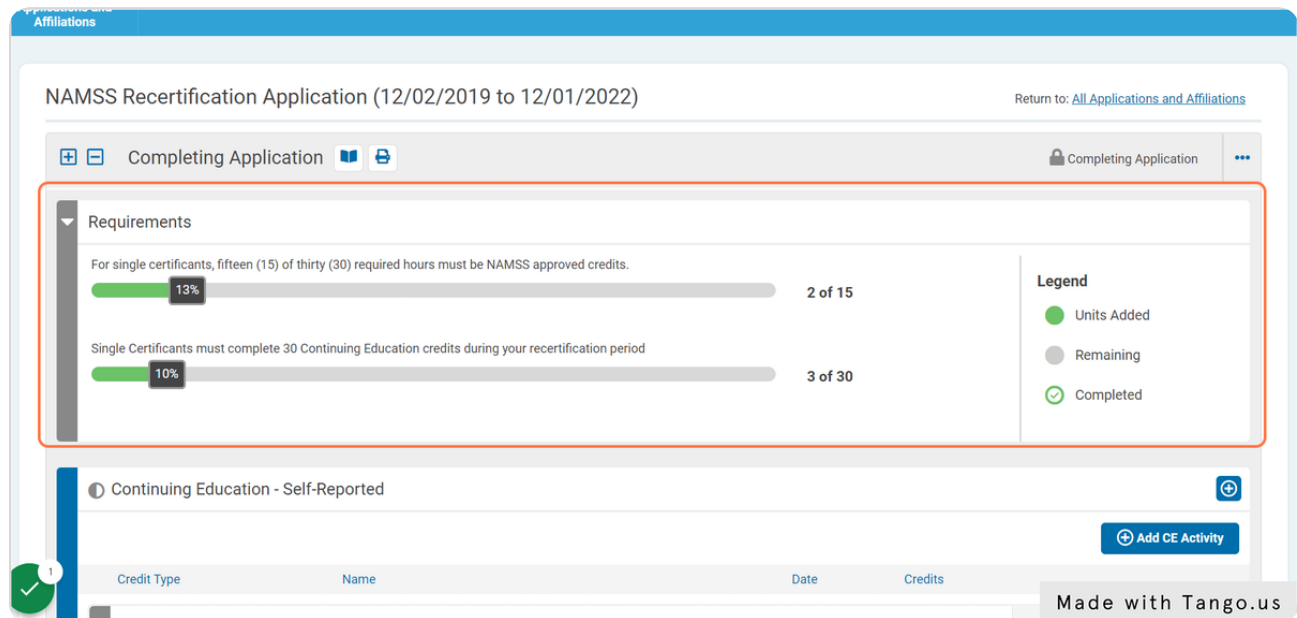 Applications and
Affiliations
NAMSS Recertification Application (12/02/2019 to 12/01/2022)
Return to: All Applications and Affiliations
Completing Application
Completing Application
Requirements
For single certificants, fifteen (15) of thirty (30) required hours must be NAMSS approved credits.
13%
2 of 15
Single Certificants must complete 30 Continuing Education credits during your recertification period
10%
3 of 30
Legend
Units Added
Remaining
Completed
Continuing Education - Self-Reported
Add CE Activity
Credit Type Name Date Credits
1
Made with Tango.us